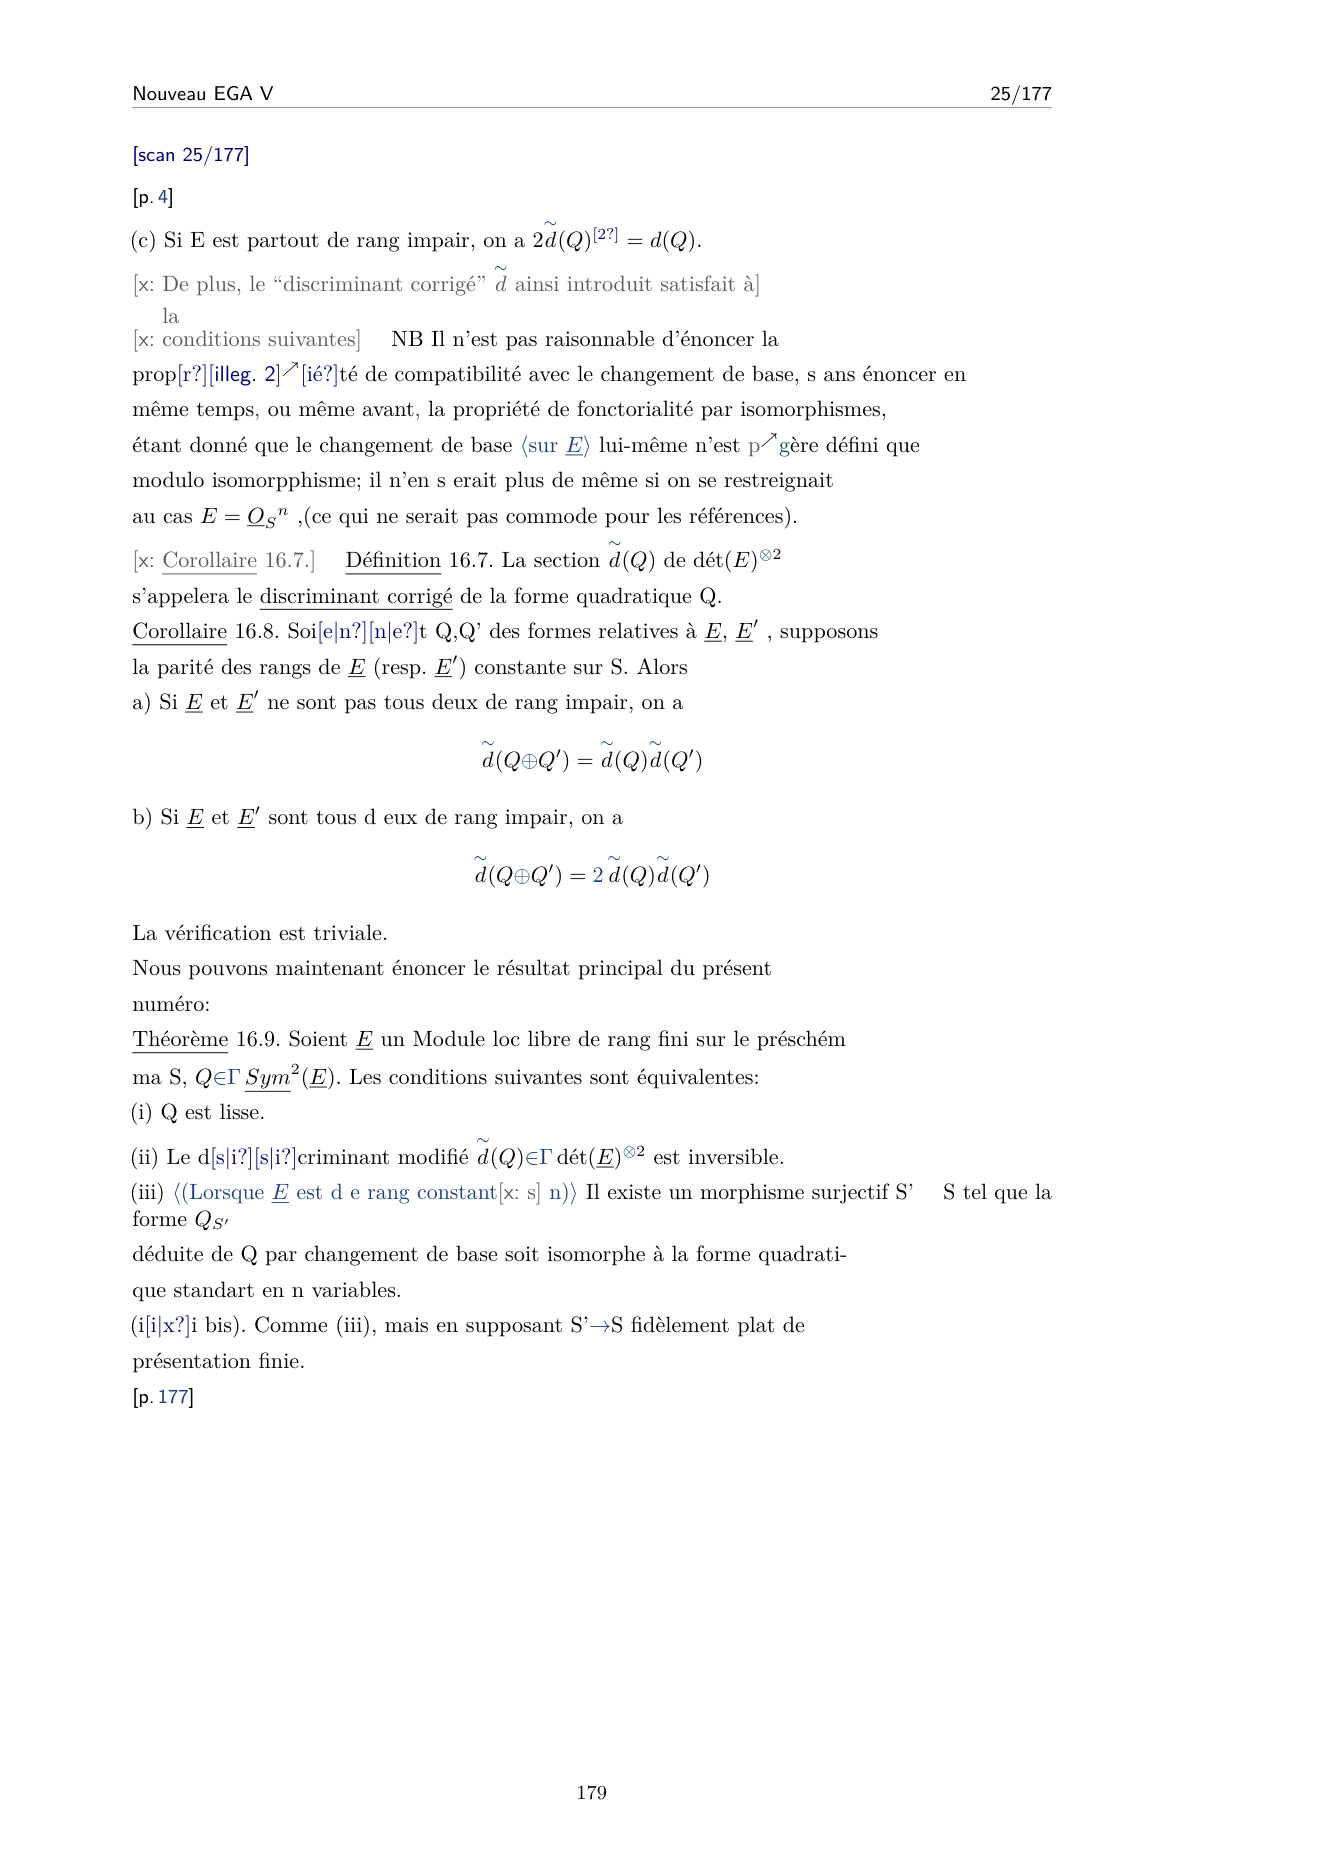 Nouveau EGA V 25/177
[scan 25/177]
[p. 4]
(c) Si E est partout de rang impair, on a 2d̃(Q)^[2?] = d(Q).
[x: De plus, le “discriminant corrigé” d̃ ainsi introduit satisfait à]
la
[x: conditions suivantes] NB Il n’est pas raisonnable d’énoncer la
prop[r?][illeg. 2]↗[ié?]té de compatibilité avec le changement de base, s ans énoncer en
même temps, ou même avant, la propriété de fonctorialité par isomorphismes,
étant donné que le changement de base ⟨sur E⟩ lui-même n’est p↗gère défini que
modulo isomorpphisme; il n’en s erait plus de même si on se restreignait
au cas E = O_S^n ,(ce qui ne serait pas commode pour les références).
[x: Corollaire 16.7.] Définition 16.7. La section d̃(Q) de dét(E)^⊗2
s’appelera le discriminant corrigé de la forme quadratique Q.
Corollaire 16.8. Soi[e|n?][n|e?]t Q,Q’ des formes relatives à E, E′ , supposons
la parité des rangs de E (resp. E′) constante sur S. Alors
a) Si E et E′ ne sont pas tous deux de rang impair, on a
d̃(Q⊕Q′) = d̃(Q)d̃(Q′)
b) Si E et E′ sont tous d eux de rang impair, on a
d̃(Q⊕Q′) = 2 d̃(Q)d̃(Q′)
La vérification est triviale.
Nous pouvons maintenant énoncer le résultat principal du présent
numéro:
Théorème 16.9. Soient E un Module loc libre de rang fini sur le préschém
ma S, Q∈Γ Sym²(E). Les conditions suivantes sont équivalentes:
(i) Q est lisse.
(ii) Le d[s|i?][s|i?]criminant modifié d̃(Q)∈Γ dét(E)^⊗2 est inversible.
(iii) ⟨(Lorsque E est d e rang constant[x: s] n)⟩ Il existe un morphisme surjectif S’ S tel que la
forme Q_S′
déduite de Q par changement de base soit isomorphe à la forme quadrati-
que standart en n variables.
(i[i|x?]i bis). Comme (iii), mais en supposant S’→S fidèlement plat de
présentation finie.
[p. 177]
179